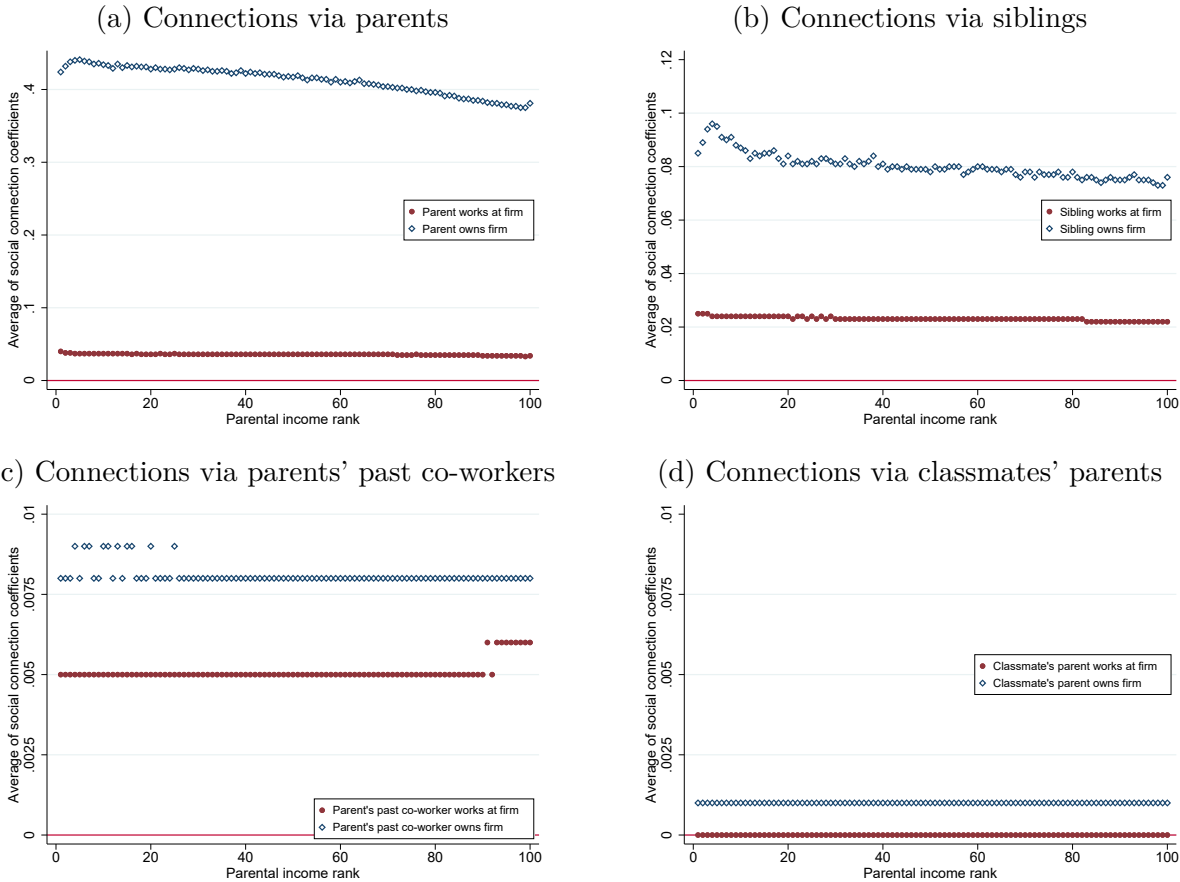 (a) Connections via parents
Average of social connection coefficients
.4
.3
.2
.1
0
Parent works at firm
Parent owns firm
0 20 40 60 80 100
Parental income rank
(b) Connections via siblings
Average of social connection coefficients
.12
.1
.08
.06
.04
.02
0
Sibling works at firm
Sibling owns firm
0 20 40 60 80 100
Parental income rank
c) Connections via parents' past co-workers
Average of social connection coefficients
.01
.0075
.005
.0025
0
Parent's past co-worker works at firm
Parent's past co-worker owns firm
0 20 40 60 80 100
Parental income rank
(d) Connections via classmates' parents
Average of social connection coefficients
.01
.0075
.005
.0025
0
Classmate's parent works at firm
Classmate's parent owns firm
0 20 40 60 80 100
Parental income rank